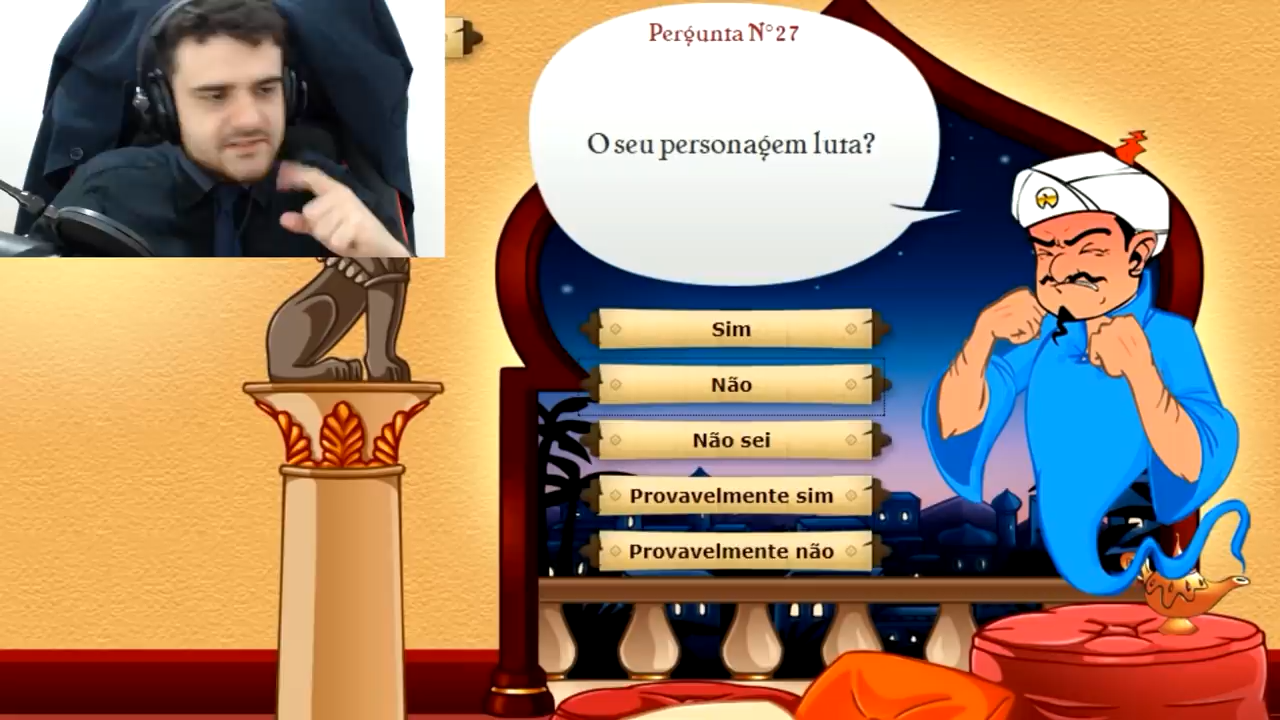 Pergunta N°27
O seu personagem luta?
Sim
Não
Não sei
Provavelmente sim
Provavelmente não